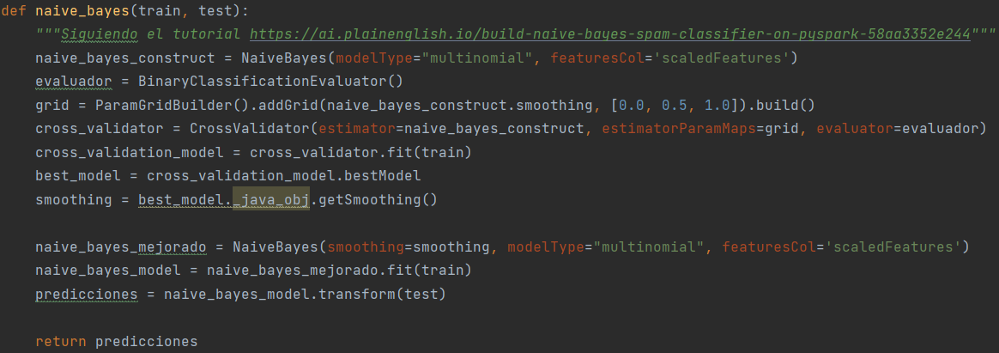 def naive_bayes(train, test):
    """Siguiendo el tutorial https://ai.plainenglish.io/build-naive-bayes-spam-classifier-on-pyspark-58aa3352e244"""
    naive_bayes_construct = NaiveBayes(modelType="multinomial", featuresCol='scaledFeatures')
    evaluador = BinaryClassificationEvaluator()
    grid = ParamGridBuilder().addGrid(naive_bayes_construct.smoothing, [0.0, 0.5, 1.0]).build()
    cross_validator = CrossValidator(estimator=naive_bayes_construct, estimatorParamMaps=grid, evaluator=evaluador)
    cross_validation_model = cross_validator.fit(train)
    best_model = cross_validation_model.bestModel
    smoothing = best_model._java_obj.getSmoothing()
    naive_bayes_mejorado = NaiveBayes(smoothing=smoothing, modelType="multinomial", featuresCol='scaledFeatures')
    naive_bayes_model = naive_bayes_mejorado.fit(train)
    predicciones = naive_bayes_model.transform(test)
    return predicciones